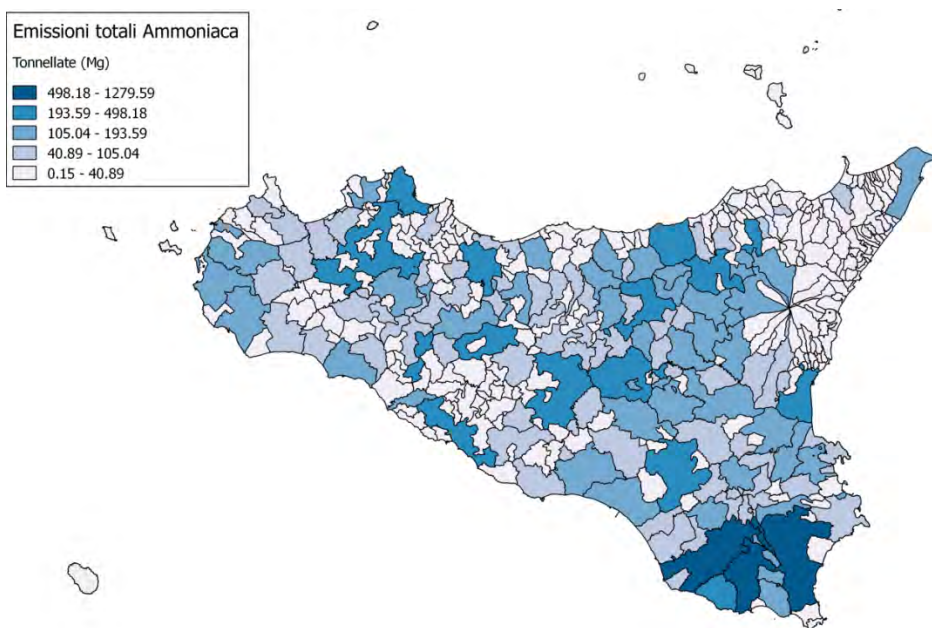 Emissioni totali Ammoniaca
Tonnellate (Mg)
498.18 - 1279.59
193.59 - 498.18
105.04 - 193.59
40.89 - 105.04
0.15 - 40.89